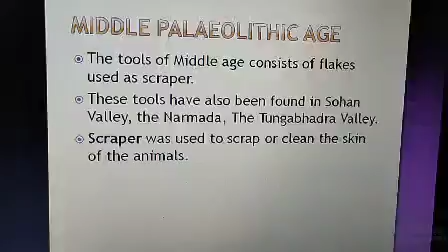 MIDDLE PALAEOLITHIC AGE
The tools of Middle age consists of flakes
used as scraper.
These tools have also been found in Sohan
Valley, the Narmada, The Tungabhadra Valley.
Scraper was used to scrap or clean the skin
of the animals.